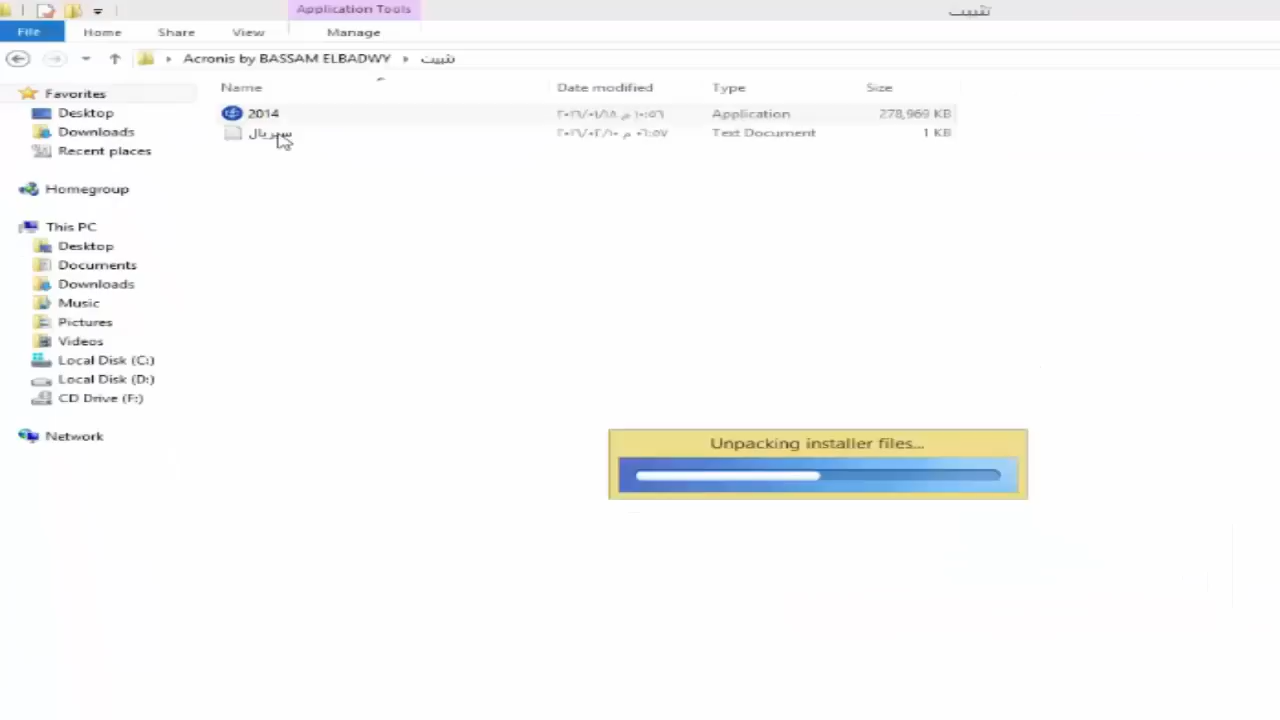 Application Tools
تثبيت
File Home Share View Manage
Acronis by BASSAM ELBADWY تثبيت
Name Date modified Type Size
2014 Application 278,969 KB
سريال Text Document 1 KB
Favorites
Desktop
Downloads
Recent places
Homegroup
This PC
Desktop
Documents
Downloads
Music
Pictures
Videos
Local Disk (C:)
Local Disk (D:)
CD Drive (F:)
Network
Unpacking installer files...